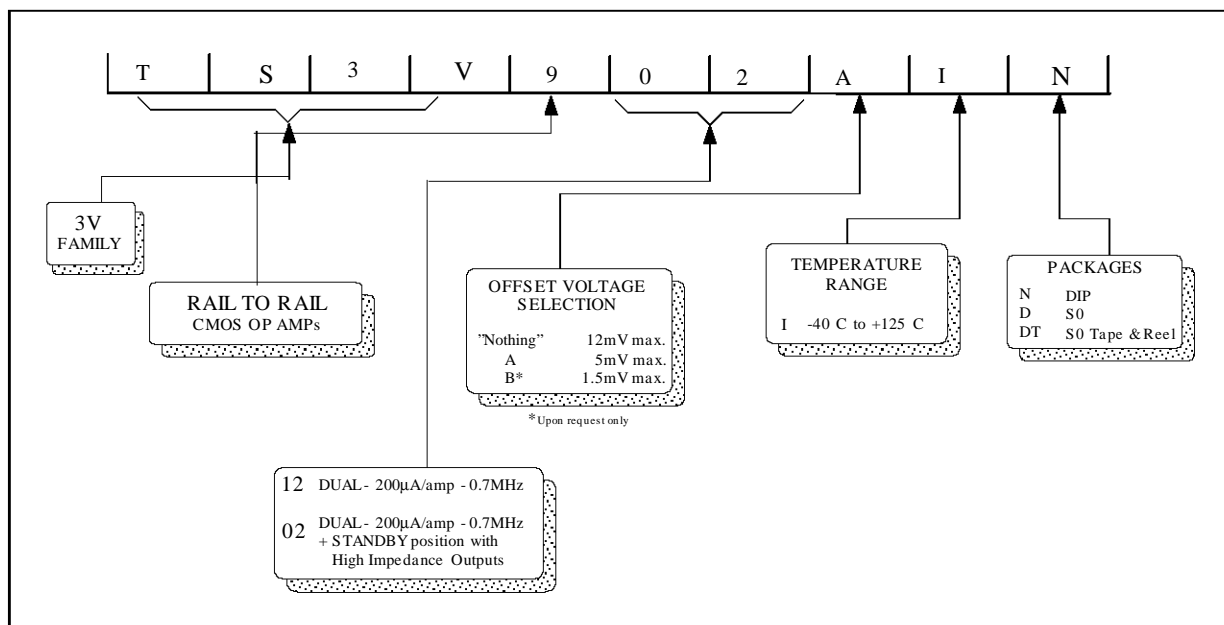 T S 3 V 9 0 2 A I N
3V
FAMILY
RAIL TO RAIL
CMOS OP AMPs
OFFSET VOLTAGE
SELECTION
”Nothing” 12mV max.
A 5mV max.
B* 1.5mV max.
*Upon request only
TEMPERATURE
RANGE
I -40 C to +125 C
PACKAGES
N DIP
D S0
DT S0 Tape & Reel
12 DUAL - 200µA/amp - 0.7MHz
02 DUAL - 200µA/amp - 0.7MHz
+ STANDBY position with
High Impedance Outputs